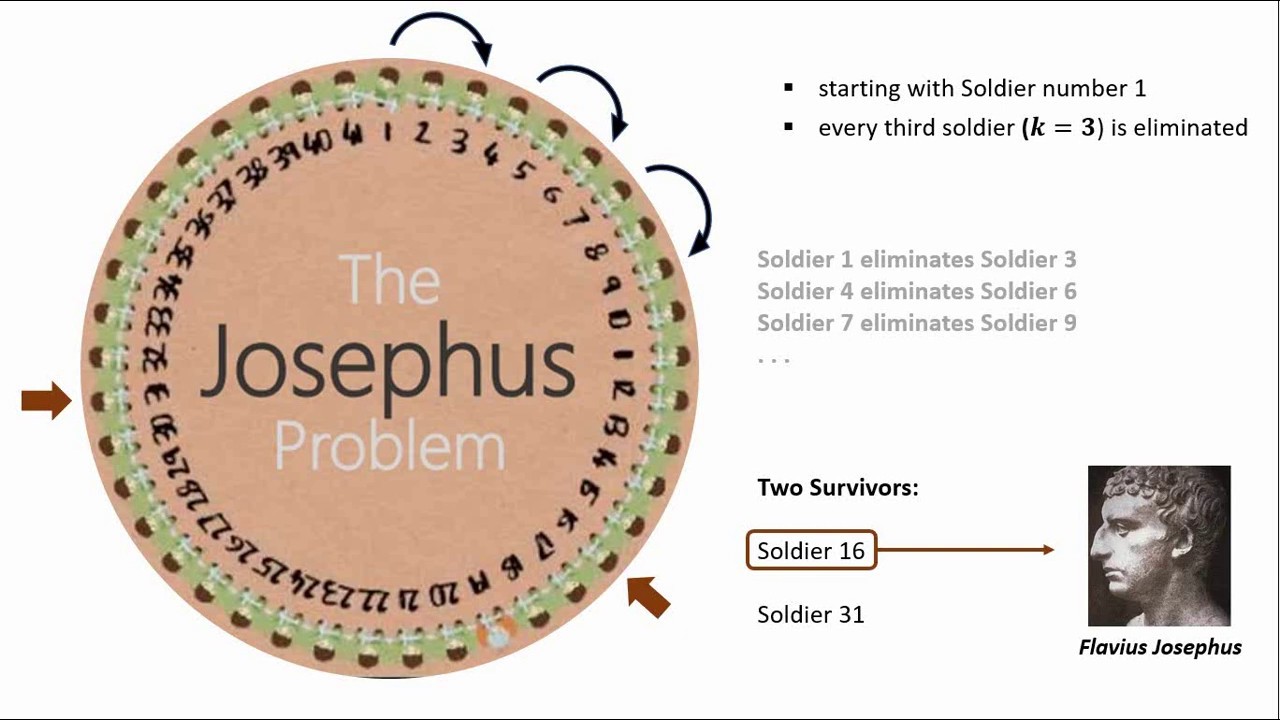 1 2 3 4 5 6 7 8 9 10 1 12 13 14 15 16 17 18 19 20 21 22 23 24 25 26 27 28 29 30 31 32 33 34 35 36 37 38 39 40 41
The
Josephus
Problem
▪ starting with Soldier number 1
▪ every third soldier (k = 3) is eliminated
Soldier 1 eliminates Soldier 3
Soldier 4 eliminates Soldier 6
Soldier 7 eliminates Soldier 9
. . .
Two Survivors:
Soldier 16
Soldier 31
Flavius Josephus